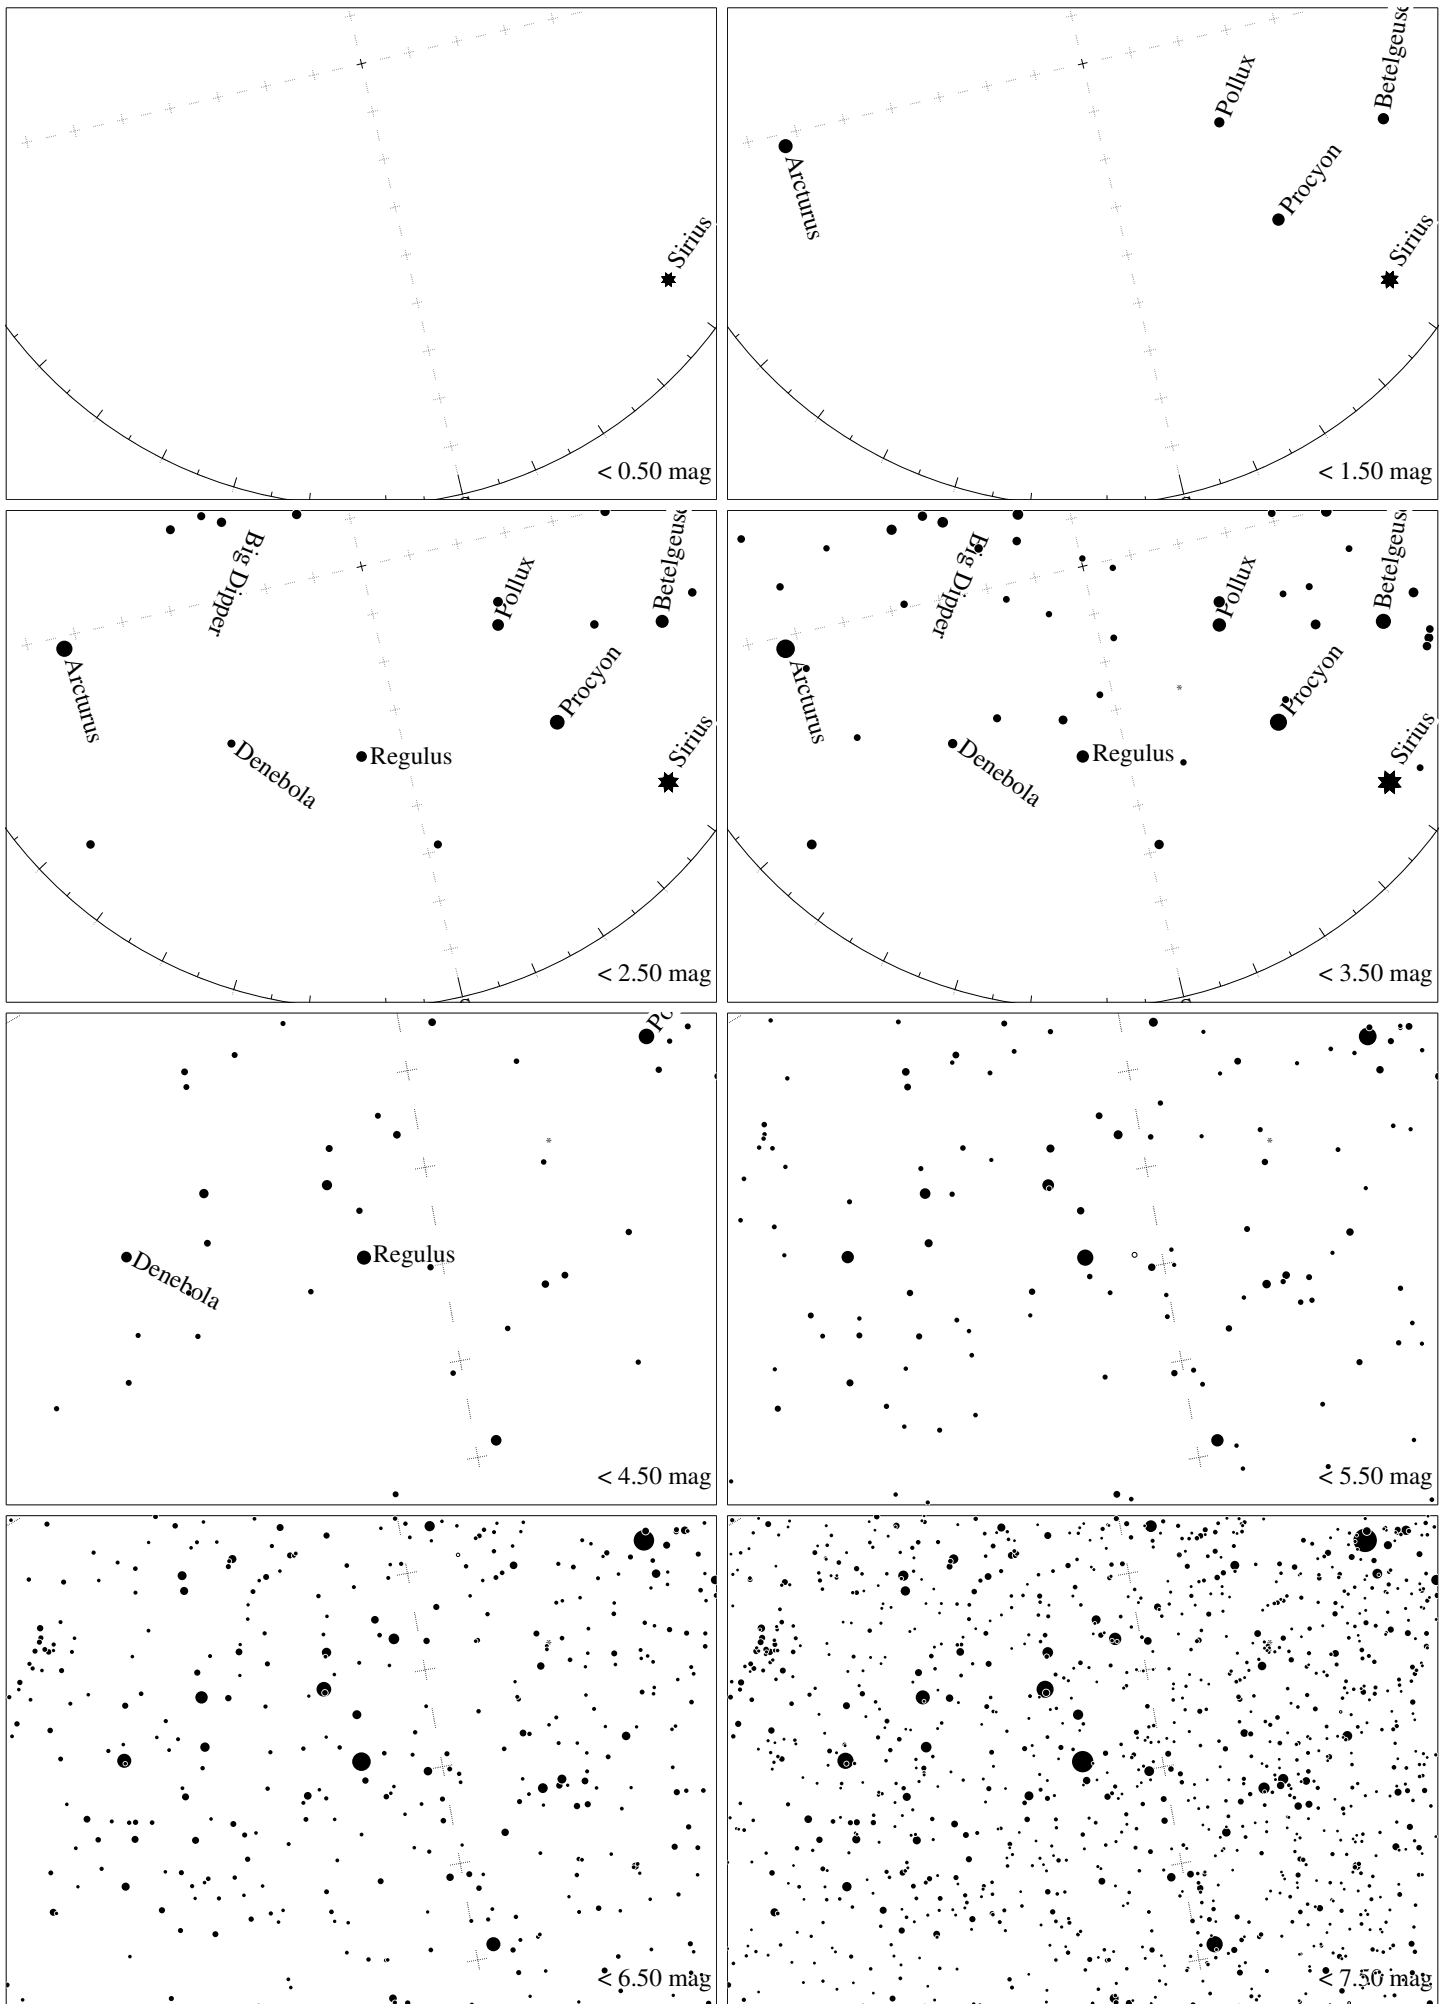 Sirius
< 0.50 mag
Betelgeuse
Pollux
Arcturus
Procyon
Sirius
< 1.50 mag
Big Dipper
Pollux
Betelgeuse
Arcturus
Procyon
Denebola
Regulus
Sirius
< 2.50 mag
Big Dipper
Pollux
Betelgeuse
Arcturus
Procyon
Denebola
Regulus
Sirius
< 3.50 mag
Denebola
Regulus
< 4.50 mag
< 5.50 mag
< 6.50 mag
< 7.50 mag